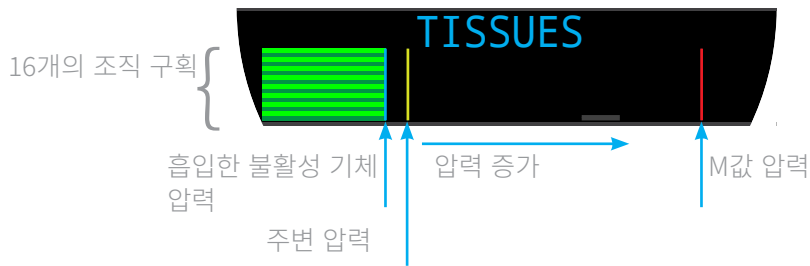 TISSUES
16개의 조직 구획
흡입한 불활성 기체
압력
압력 증가
M값 압력
주변 압력